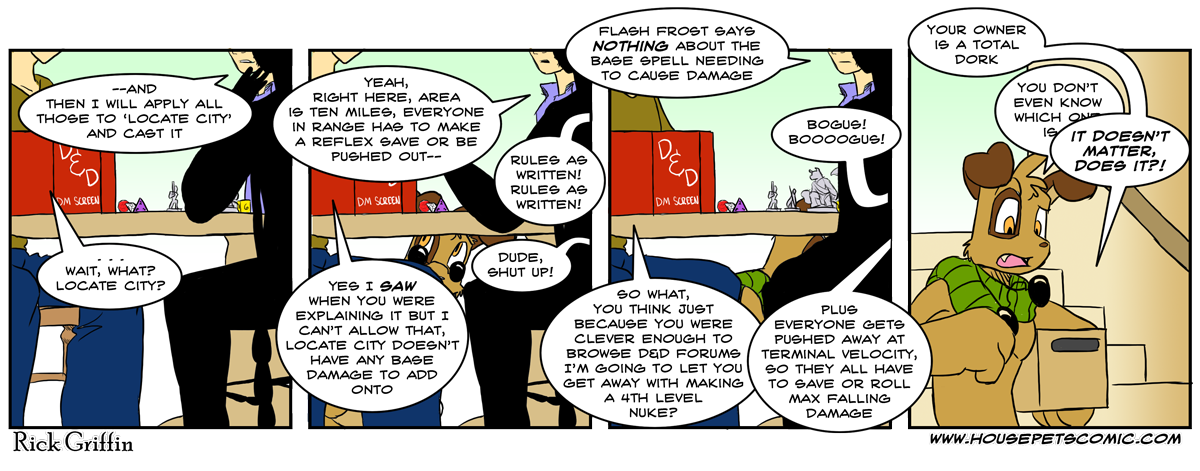 --AND
THEN I WILL APPLY ALL
THOSE TO 'LOCATE CITY'
AND CAST IT
D&D
DM SCREEN
6
. . .
WAIT, WHAT?
LOCATE CITY?
YEAH,
RIGHT HERE, AREA
IS TEN MILES, EVERYONE
IN RANGE HAS TO MAKE
A REFLEX SAVE OR BE
PUSHED OUT--
RULES AS
WRITTEN!
RULES AS
WRITTEN!
D&D
DM SCREEN
DUDE,
SHUT UP!
YES I SAW
WHEN YOU WERE
EXPLAINING IT BUT I
CAN'T ALLOW THAT,
LOCATE CITY DOESN'T
HAVE ANY BASE
DAMAGE TO ADD
ONTO
FLASH FROST SAYS
NOTHING ABOUT THE
BASE SPELL NEEDING
TO CAUSE DAMAGE
BOGUS!
BOOOOGUS!
D&D
DM SCREEN
SO WHAT,
YOU THINK JUST
BECAUSE YOU WERE
CLEVER ENOUGH TO
BROWSE D&D FORUMS
I'M GOING TO LET YOU
GET AWAY WITH MAKING
A 4TH LEVEL
NUKE?
PLUS
EVERYONE GETS
PUSHED AWAY AT
TERMINAL VELOCITY,
SO THEY ALL HAVE
TO SAVE OR ROLL
MAX FALLING
DAMAGE
YOUR OWNER
IS A TOTAL
DORK
YOU DON'T
EVEN KNOW
WHICH ONE
IS
IT DOESN'T
MATTER,
DOES IT?!
Rick Griffin
WWW.HOUSEPETSCOMIC.COM